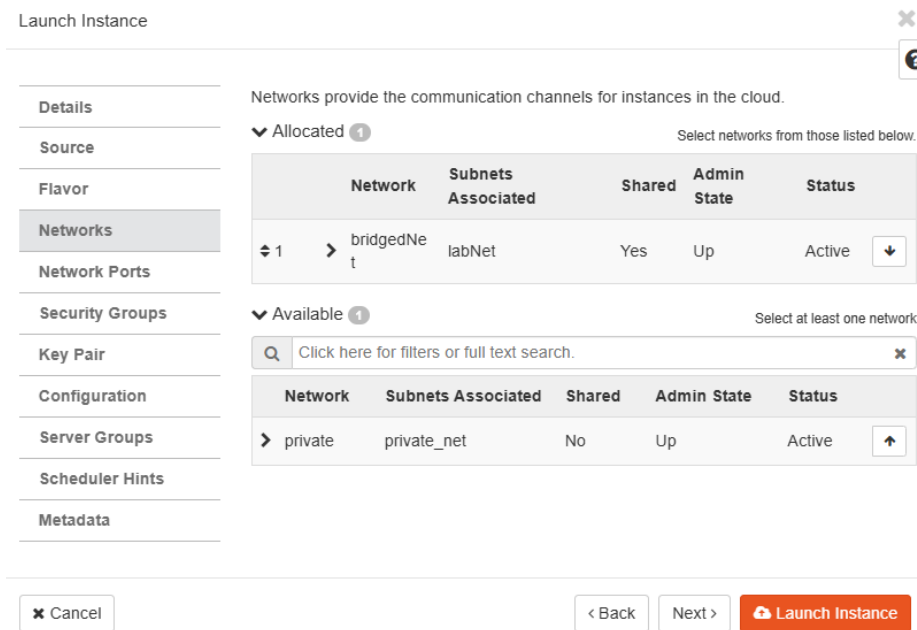 Launch Instance
Details
Source
Flavor
Networks
Network Ports
Security Groups
Key Pair
Configuration
Server Groups
Scheduler Hints
Metadata
Networks provide the communication channels for instances in the cloud.
Allocated 1
Select networks from those listed below.
Network Subnets Associated Shared Admin State Status
1 bridgedNet labNet Yes Up Active
Available 1
Select at least one network
Click here for filters or full text search.
Network Subnets Associated Shared Admin State Status
private private_net No Up Active
Cancel
< Back
Next >
Launch Instance